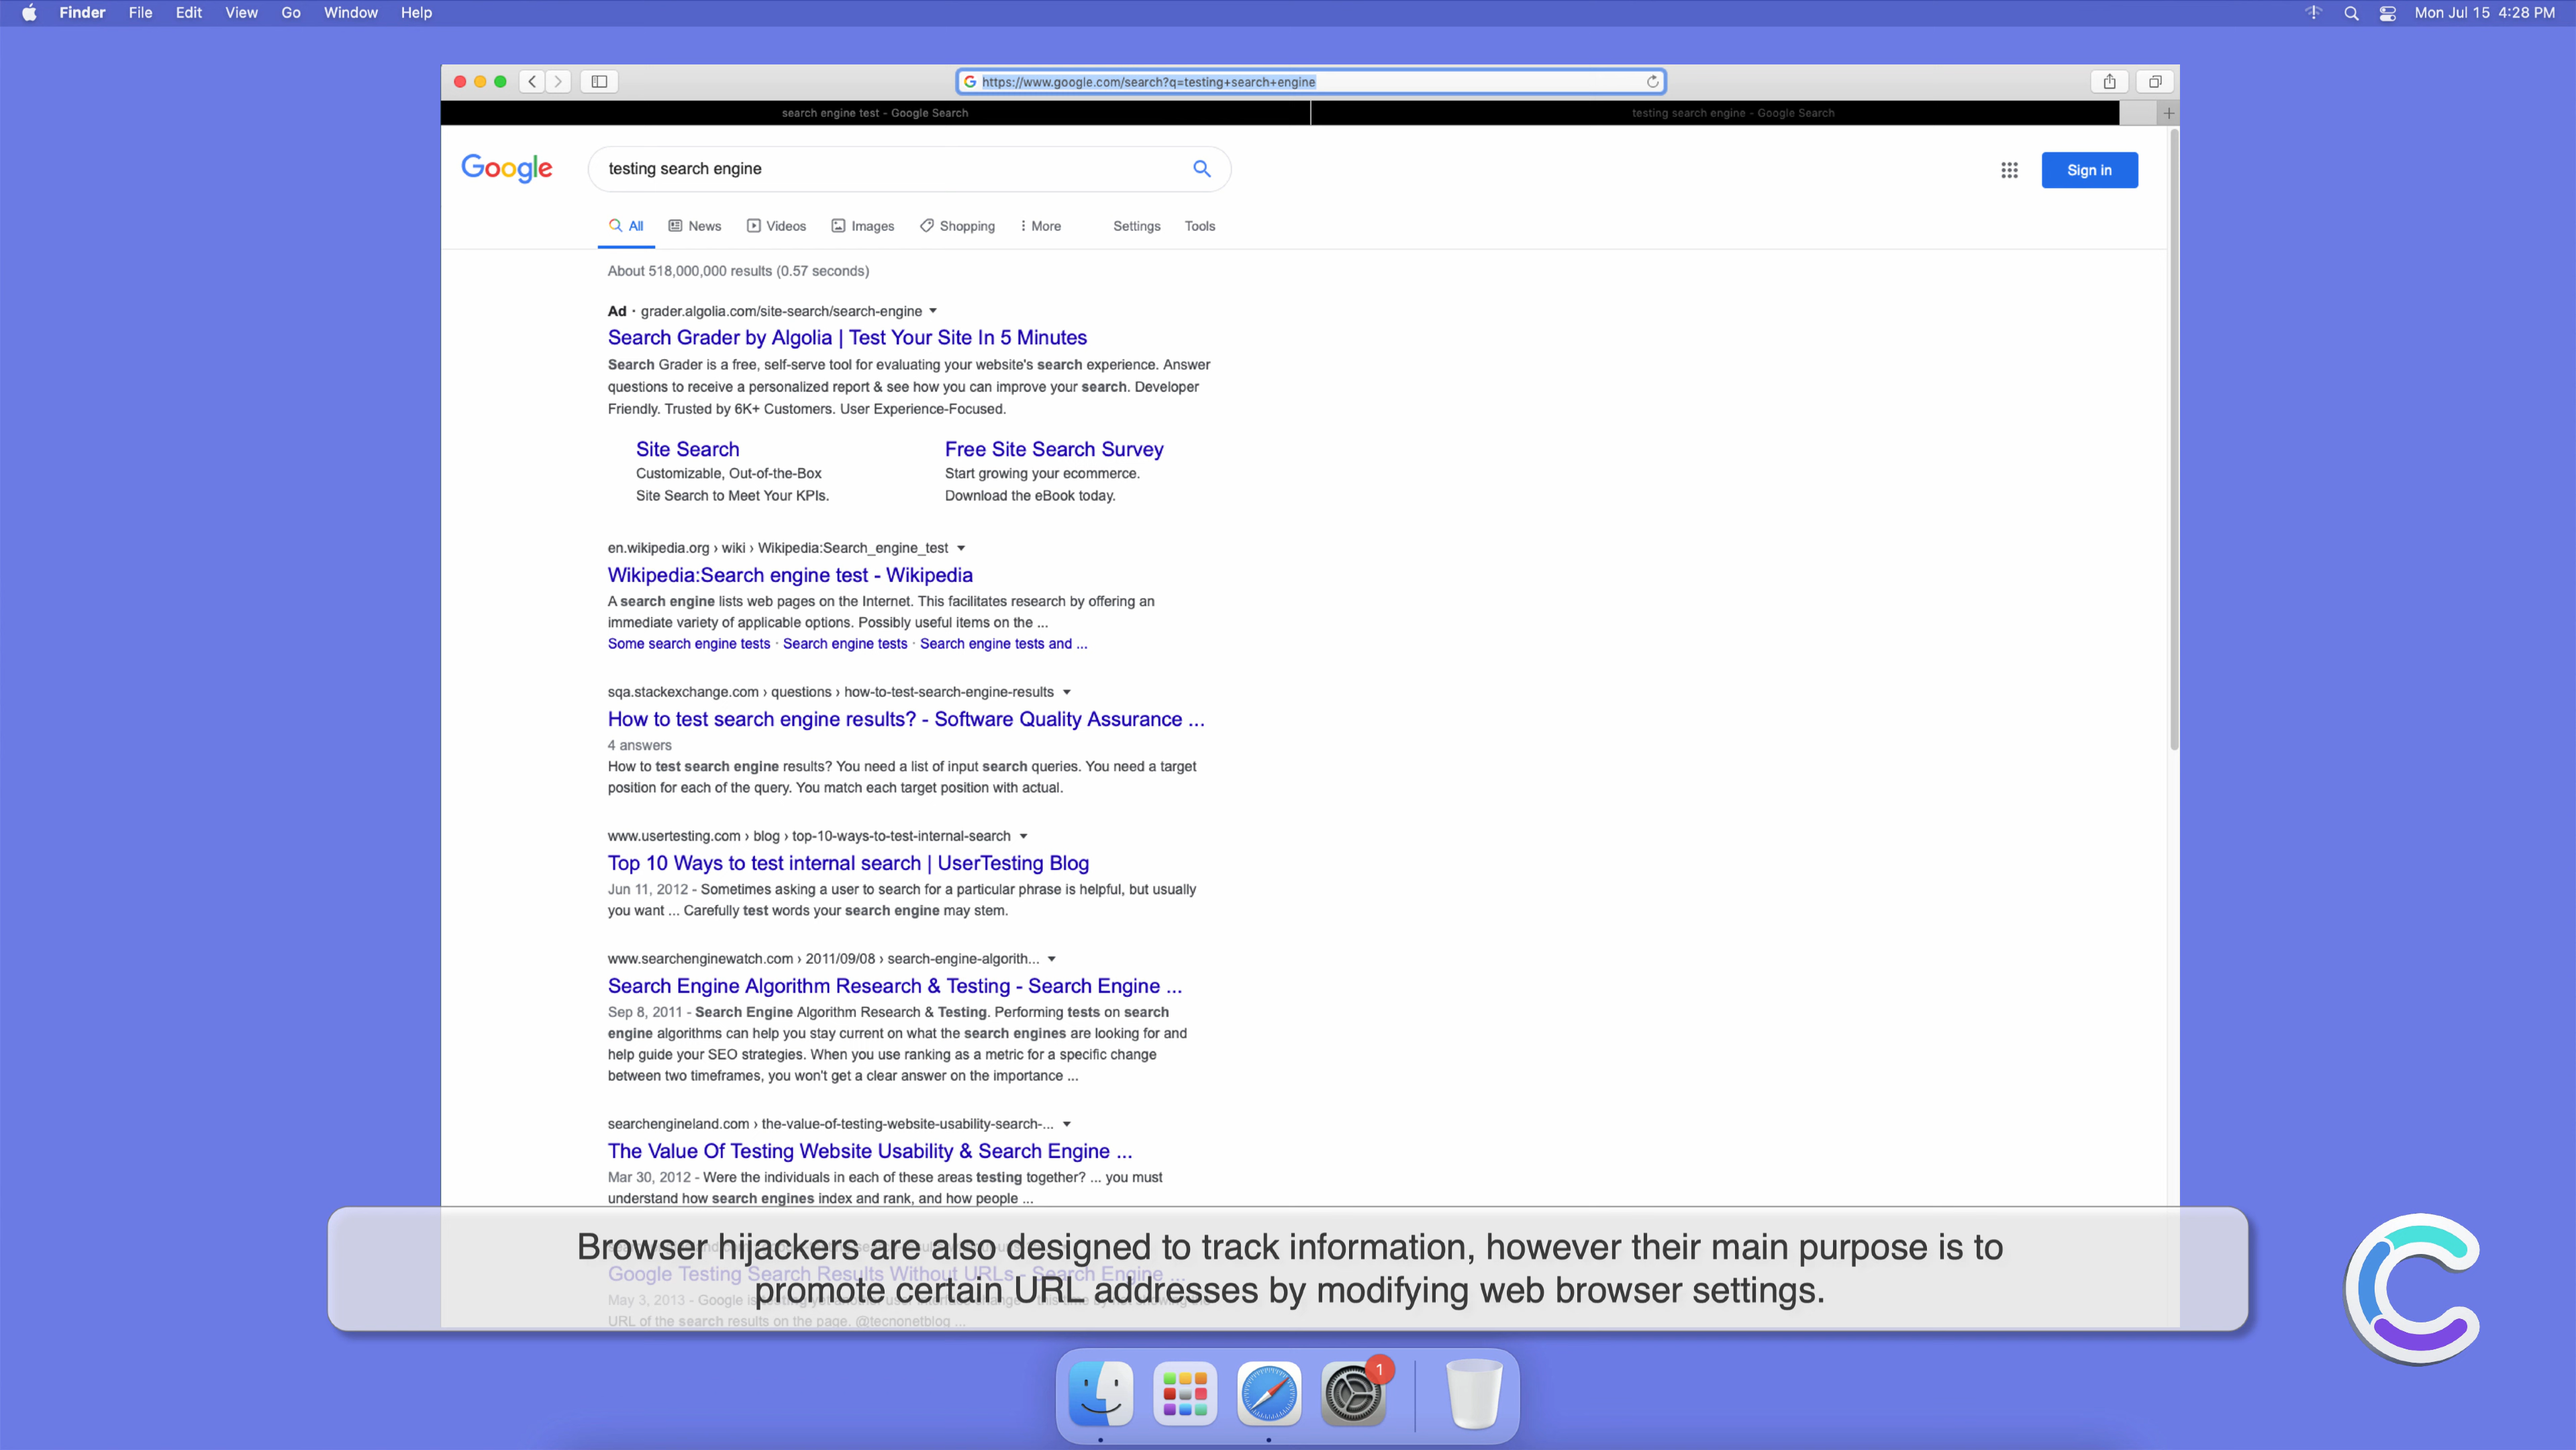 Finder File Edit View Go Window Help
Mon Jul 15 4:28 PM
https://www.google.com/search?q=testing+search+engine
search engine test - Google Search
testing search engine - Google Search
Google
testing search engine
Sign in
All News Videos Images Shopping More Settings Tools
About 518,000,000 results (0.57 seconds)
Ad · grader.algolia.com/site-search/search-engine
Search Grader by Algolia | Test Your Site In 5 Minutes
Search Grader is a free, self-serve tool for evaluating your website's search experience. Answer
questions to receive a personalized report & see how you can improve your search. Developer
Friendly. Trusted by 6K+ Customers. User Experience-Focused.
Site Search
Customizable, Out-of-the-Box
Site Search to Meet Your KPIs.
Free Site Search Survey
Start growing your ecommerce.
Download the eBook today.
en.wikipedia.org › wiki › Wikipedia:Search_engine_test
Wikipedia:Search engine test - Wikipedia
A search engine lists web pages on the Internet. This facilitates research by offering an
immediate variety of applicable options. Possibly useful items on the ...
Some search engine tests · Search engine tests · Search engine tests and ...
sqa.stackexchange.com › questions › how-to-test-search-engine-results
How to test search engine results? - Software Quality Assurance ...
4 answers
How to test search engine results? You need a list of input search queries. You need a target
position for each of the query. You match each target position with actual.
www.usertesting.com › blog › top-10-ways-to-test-internal-search
Top 10 Ways to test internal search | UserTesting Blog
Jun 11, 2012 - Sometimes asking a user to search for a particular phrase is helpful, but usually
you want ... Carefully test words your search engine may stem.
www.searchenginewatch.com › 2011/09/08 › search-engine-algorith...
Search Engine Algorithm Research & Testing - Search Engine ...
Sep 8, 2011 - Search Engine Algorithm Research & Testing. Performing tests on search
engine algorithms can help you stay current on what the search engines are looking for and
help guide your SEO strategies. When you use ranking as a metric for a specific change
between two timeframes, you won't get a clear answer on the importance ...
searchengineland.com › the-value-of-testing-website-usability-search-...
The Value Of Testing Website Usability & Search Engine ...
Mar 30, 2012 - Were the individuals in each of these areas testing together? ... you must
understand how search engines index and rank, and how people ...
Browser hijackers are also designed to track information, however their main purpose is to
promote certain URL addresses by modifying web browser settings.
Google Testing Search Results Without URLs - Search Engine ...
May 3, 2013 - Google is
URL of the search results on the page. @tecnonetblog ...
1